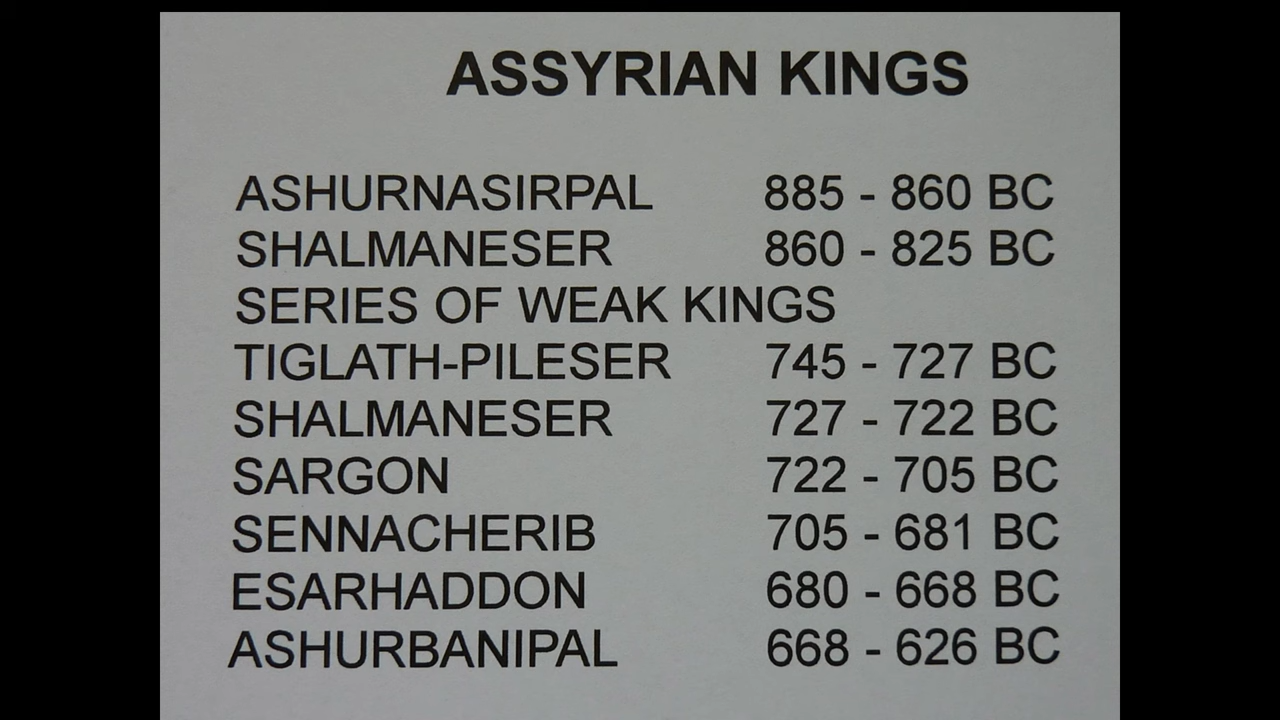 ASSYRIAN KINGS
ASHURNASIRPAL 885 - 860 BC
SHALMANESER 860 - 825 BC
SERIES OF WEAK KINGS
TIGLATH-PILESER 745 - 727 BC
SHALMANESER 727 - 722 BC
SARGON 722 - 705 BC
SENNACHERIB 705 - 681 BC
ESARHADDON 680 - 668 BC
ASHURBANIPAL 668 - 626 BC